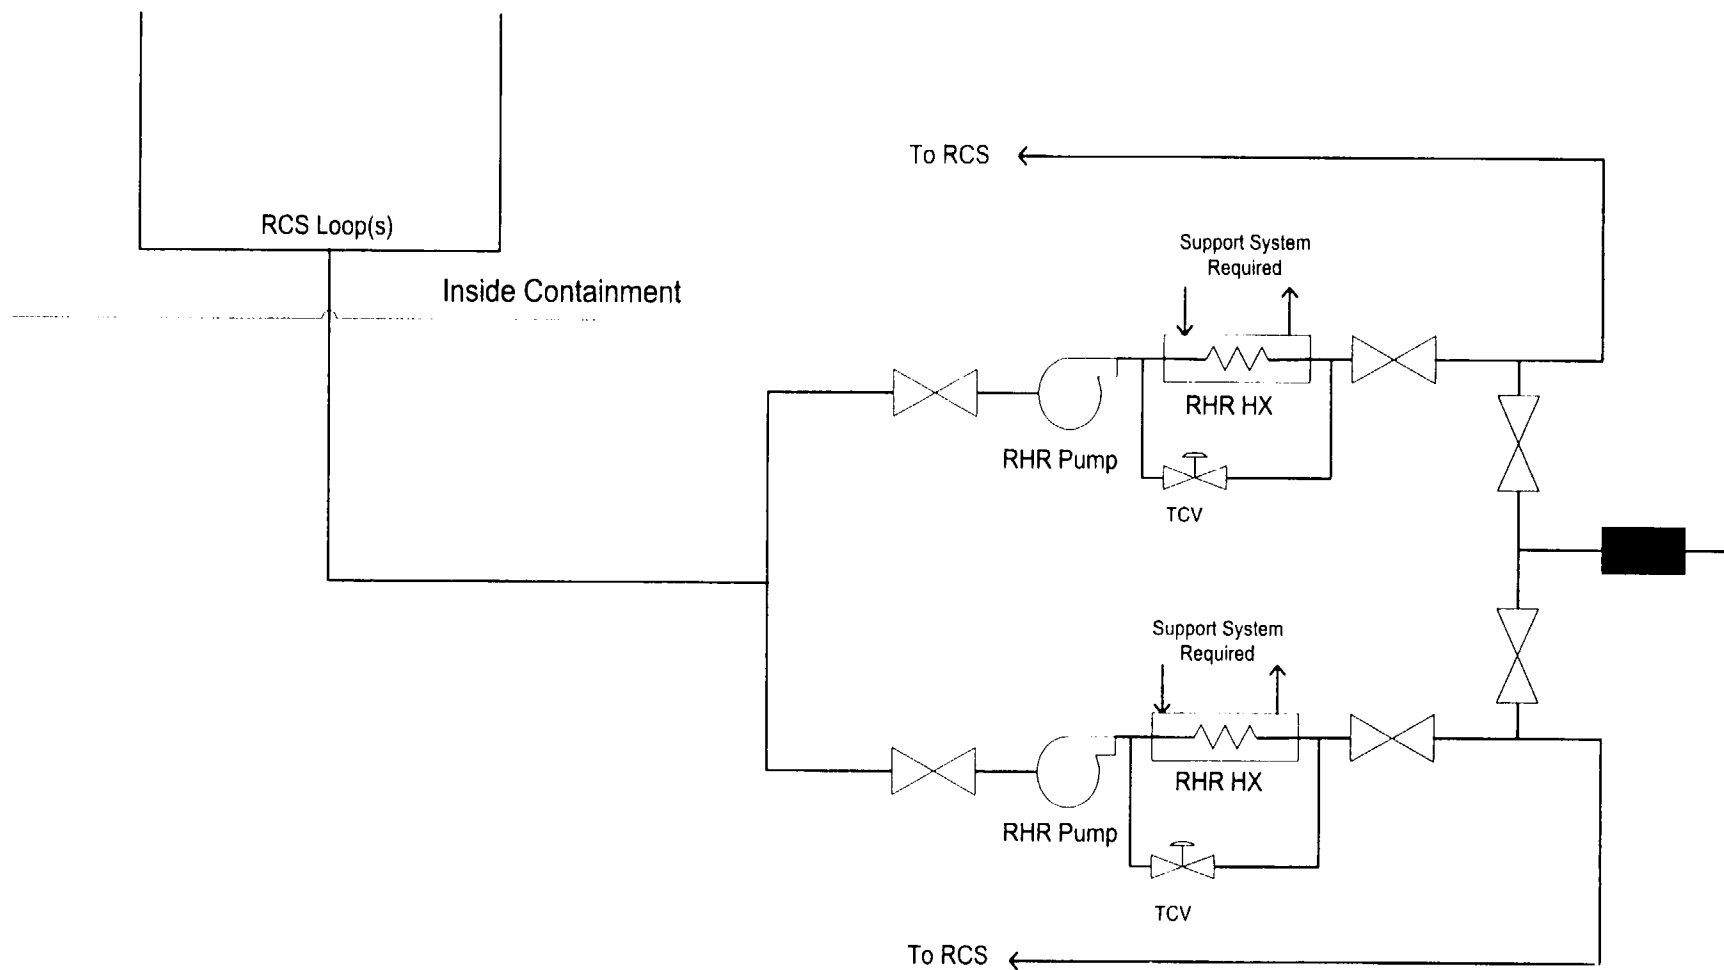 To RCS
RCS Loop(s)
Support System
Required
Inside Containment
RHR HX
RHR Pump
TCV
Support System
Required
RHR HX
RHR Pump
TCV
To RCS